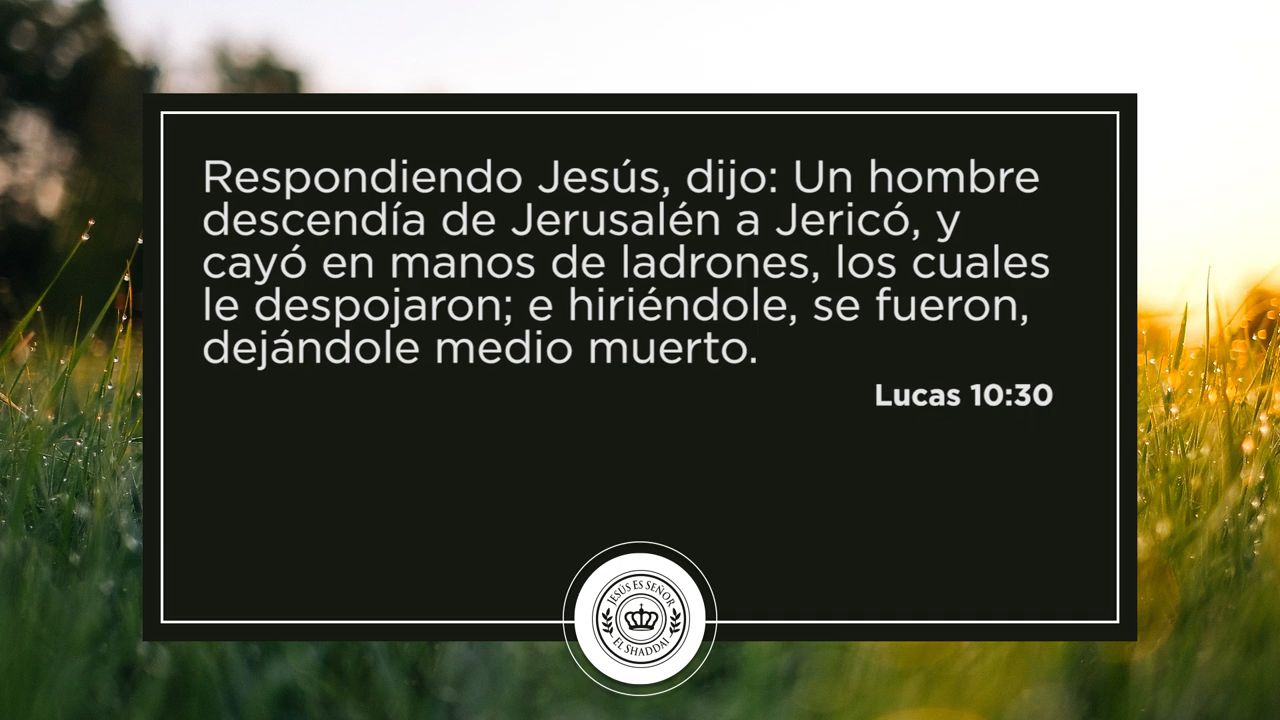 Respondiendo Jesús, dijo: Un hombre
descendía de Jerusalén a Jericó, y
cayó en manos de ladrones, los cuales
le despojaron; e hiriéndole, se fueron,
dejándole medio muerto.
Lucas 10:30
JESÚS ES SEÑOR
EL SHADDAI